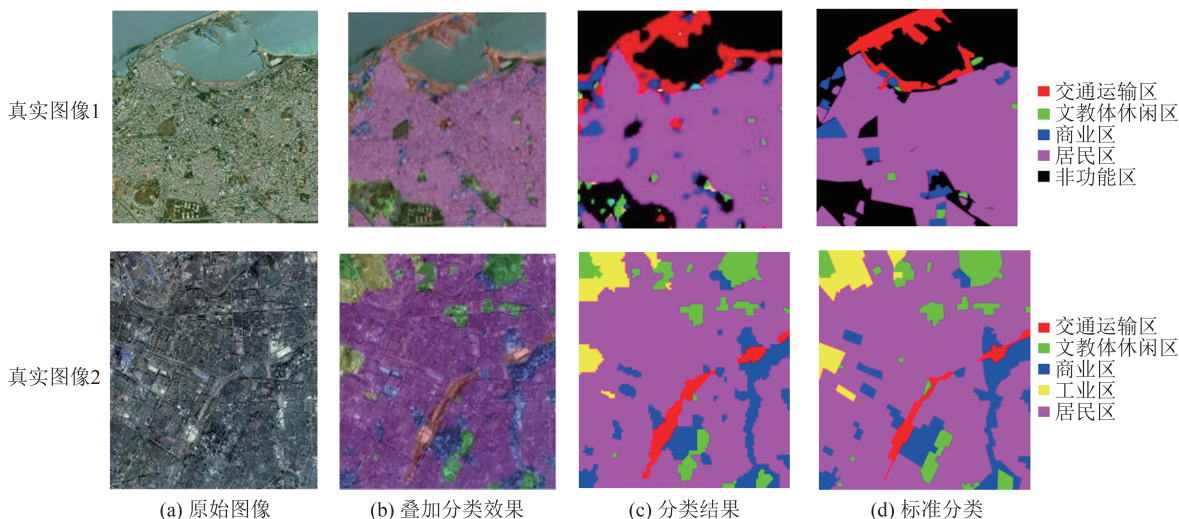 真实图像1
交通运输区
文教体休闲区
商业区
居民区
非功能区
真实图像2
交通运输区
文教体休闲区
商业区
工业区
居民区
(a) 原始图像
(b) 叠加分类效果
(c) 分类结果
(d) 标准分类